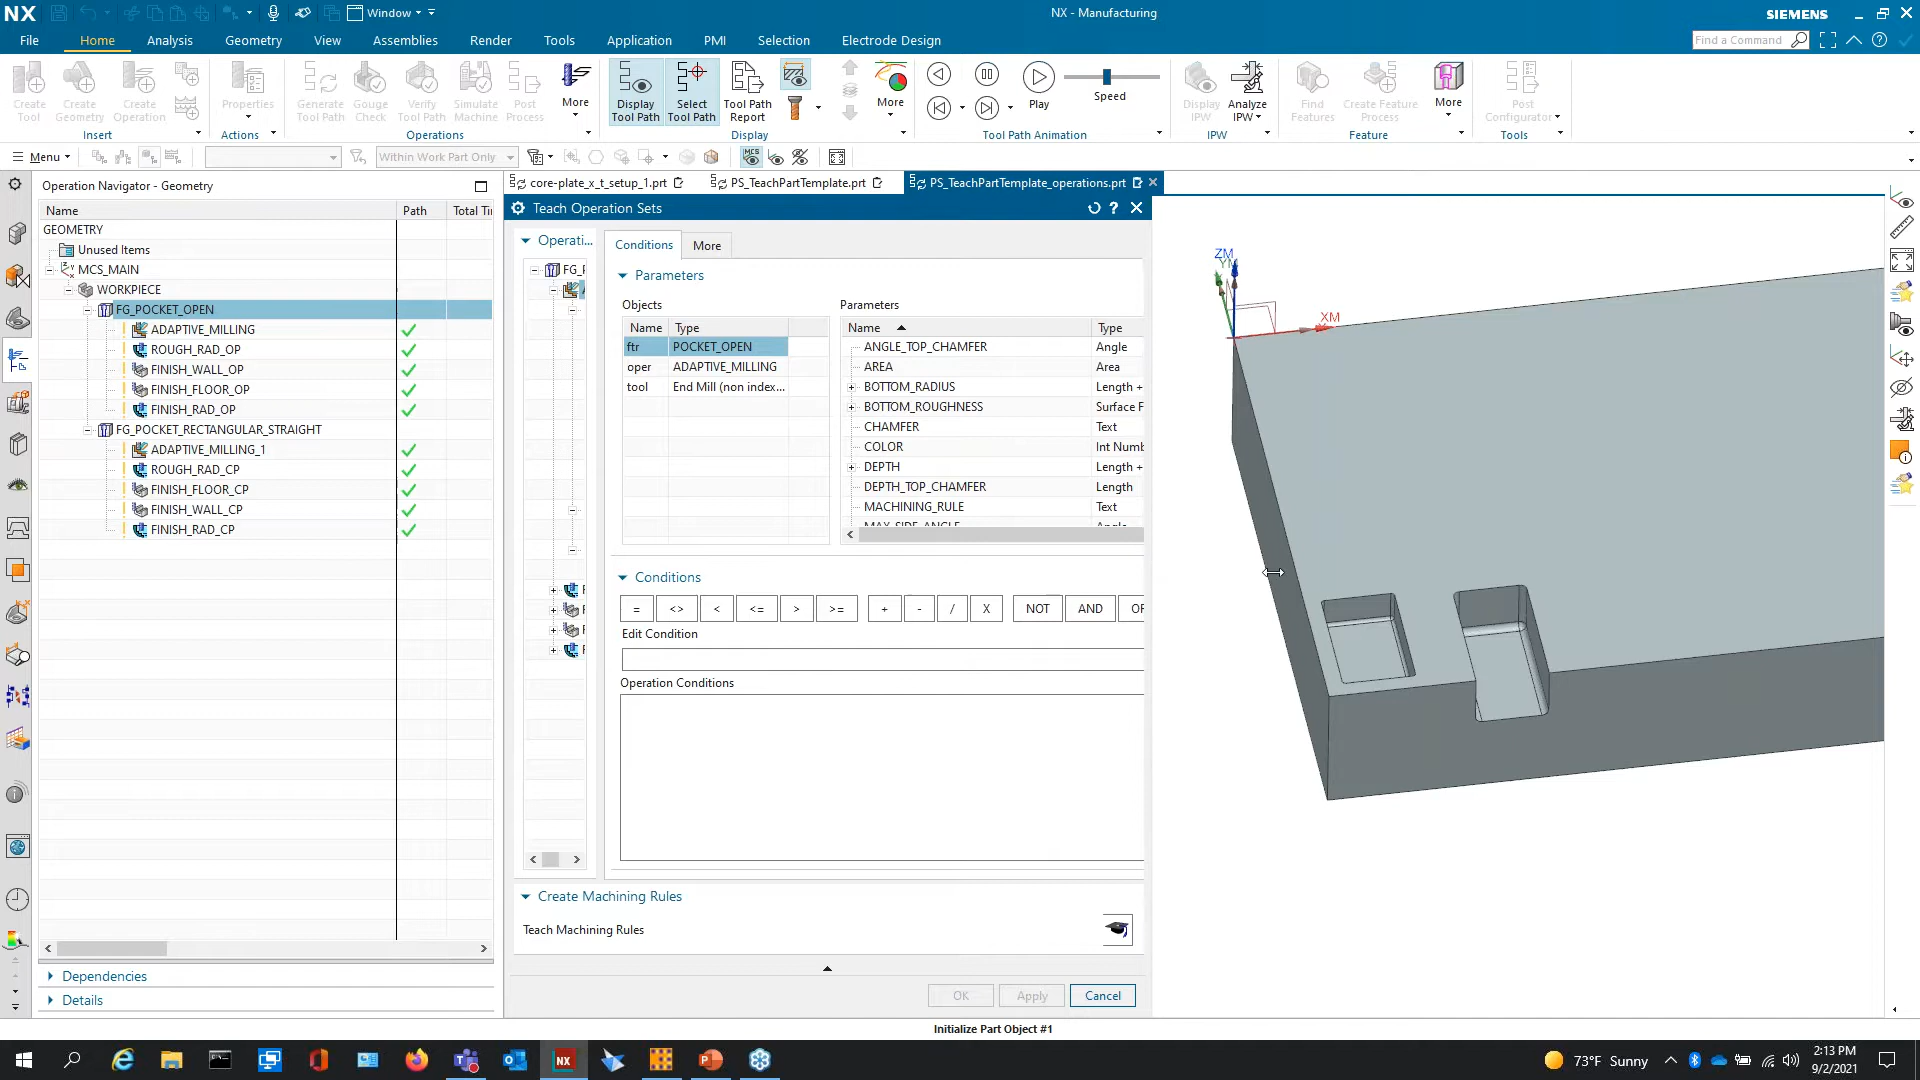 NX
Window
NX - Manufacturing
SIEMENS
File
Home
Analysis
Geometry
View
Assemblies
Render
Tools
Application
PMI
Selection
Electrode Design
Find a Command
Create Tool
Create Geometry
Create Operation
Insert
Properties
Actions
Generate Tool Path
Gouge Check
Verify Tool Path
Simulate Machine
Post Process
More
Operations
Display Tool Path
Select Tool Path
Tool Path Report
More
Display
Play
Speed
Tool Path Animation
Display IPW
Analyze IPW
IPW
Find Features
Create Feature Process
More
Feature
Post Configurator
Tools
Menu
Within Work Part Only
Operation Navigator - Geometry
core-plate_x_t_setup_1.prt
PS_TeachPartTemplate.prt
PS_TeachPartTemplate_operations.prt
Name Path Total Ti
GEOMETRY
Unused Items
MCS_MAIN
WORKPIECE
FG_POCKET_OPEN
ADAPTIVE_MILLING
ROUGH_RAD_OP
FINISH_WALL_OP
FINISH_FLOOR_OP
FINISH_RAD_OP
FG_POCKET_RECTANGULAR_STRAIGHT
ADAPTIVE_MILLING_1
ROUGH_RAD_CP
FINISH_FLOOR_CP
FINISH_WALL_CP
FINISH_RAD_CP
Dependencies
Details
Teach Operation Sets
Operati...
FG_F
Conditions
More
Parameters
Objects
Name Type
ftr POCKET_OPEN
oper ADAPTIVE_MILLING
tool End Mill (non index...
Parameters
Name Type
ANGLE_TOP_CHAMFER Angle
AREA Area
BOTTOM_RADIUS Length +
BOTTOM_ROUGHNESS Surface F
CHAMFER Text
COLOR Int Numb
DEPTH Length +
DEPTH_TOP_CHAMFER Length
MACHINING_RULE Text
MAX_SIDE_ANGLE Angle
Conditions
= <> < <= > >= + - / X NOT AND OR
Edit Condition
Operation Conditions
Create Machining Rules
Teach Machining Rules
OK
Apply
Cancel
ZM
YM
XM
Initialize Part Object #1
NX
73°F Sunny
2:13 PM
9/2/2021